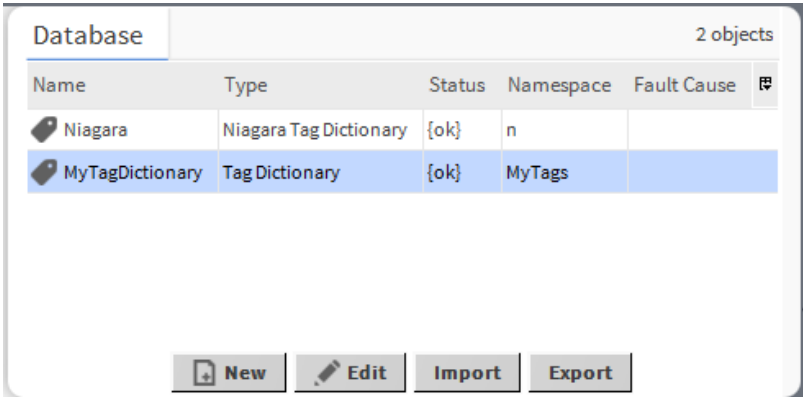 Database 2 objects
Name Type Status Namespace Fault Cause
Niagara Niagara Tag Dictionary {ok} n
MyTagDictionary Tag Dictionary {ok} MyTags
New Edit Import Export